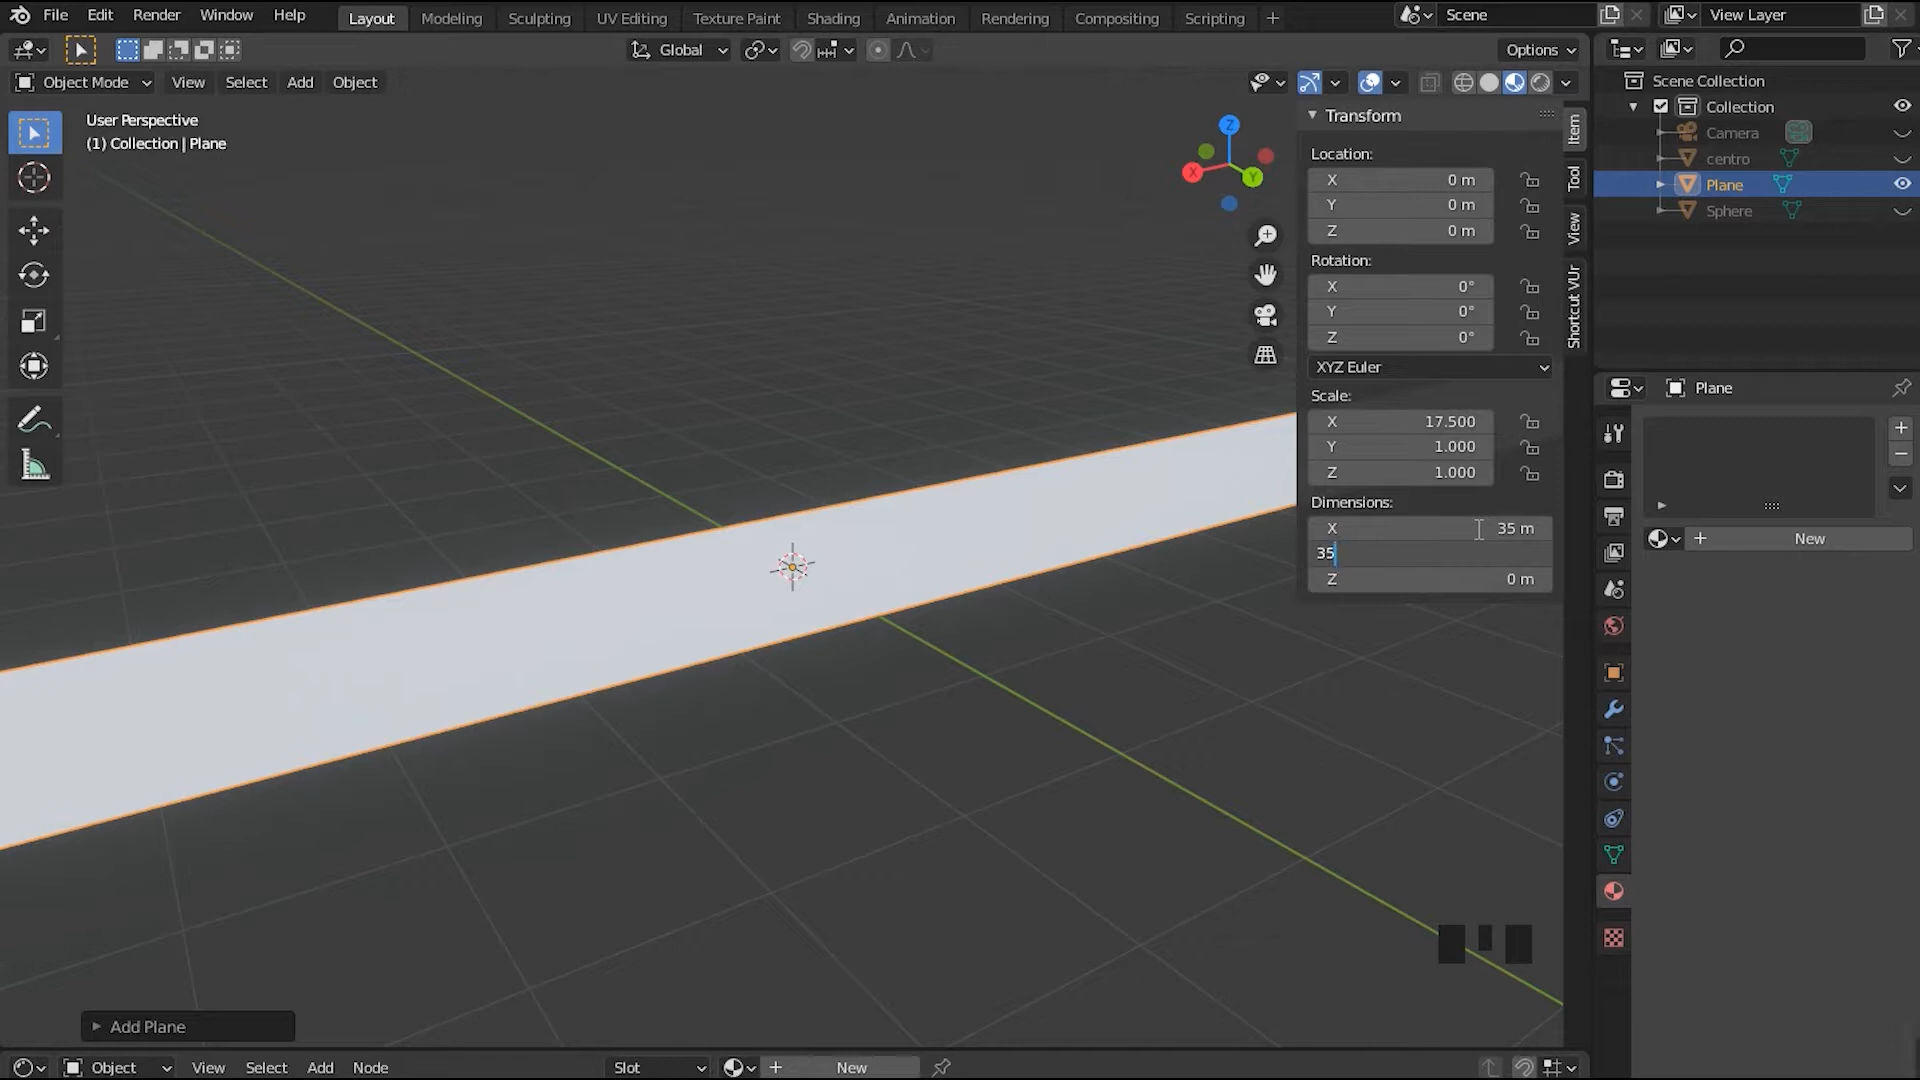 File Edit Render Window Help Layout Modeling Sculpting UV Editing Texture Paint Shading Animation Rendering Compositing Scripting + Scene View Layer
Global Options
Object Mode View Select Add Object
User Perspective
(1) Collection | Plane
Z
X
Y
Transform
Location:
X 0 m
Y 0 m
Z 0 m
Rotation:
X 0°
Y 0°
Z 0°
XYZ Euler
Scale:
X 17.500
Y 1.000
Z 1.000
Dimensions:
X 35 m
35
Z 0 m
Item
Tool
View
Shortcut VUr
Scene Collection
Collection
Camera
centro
Plane
Sphere
Plane
+ New
Add Plane
Object View Select Add Node Slot + New